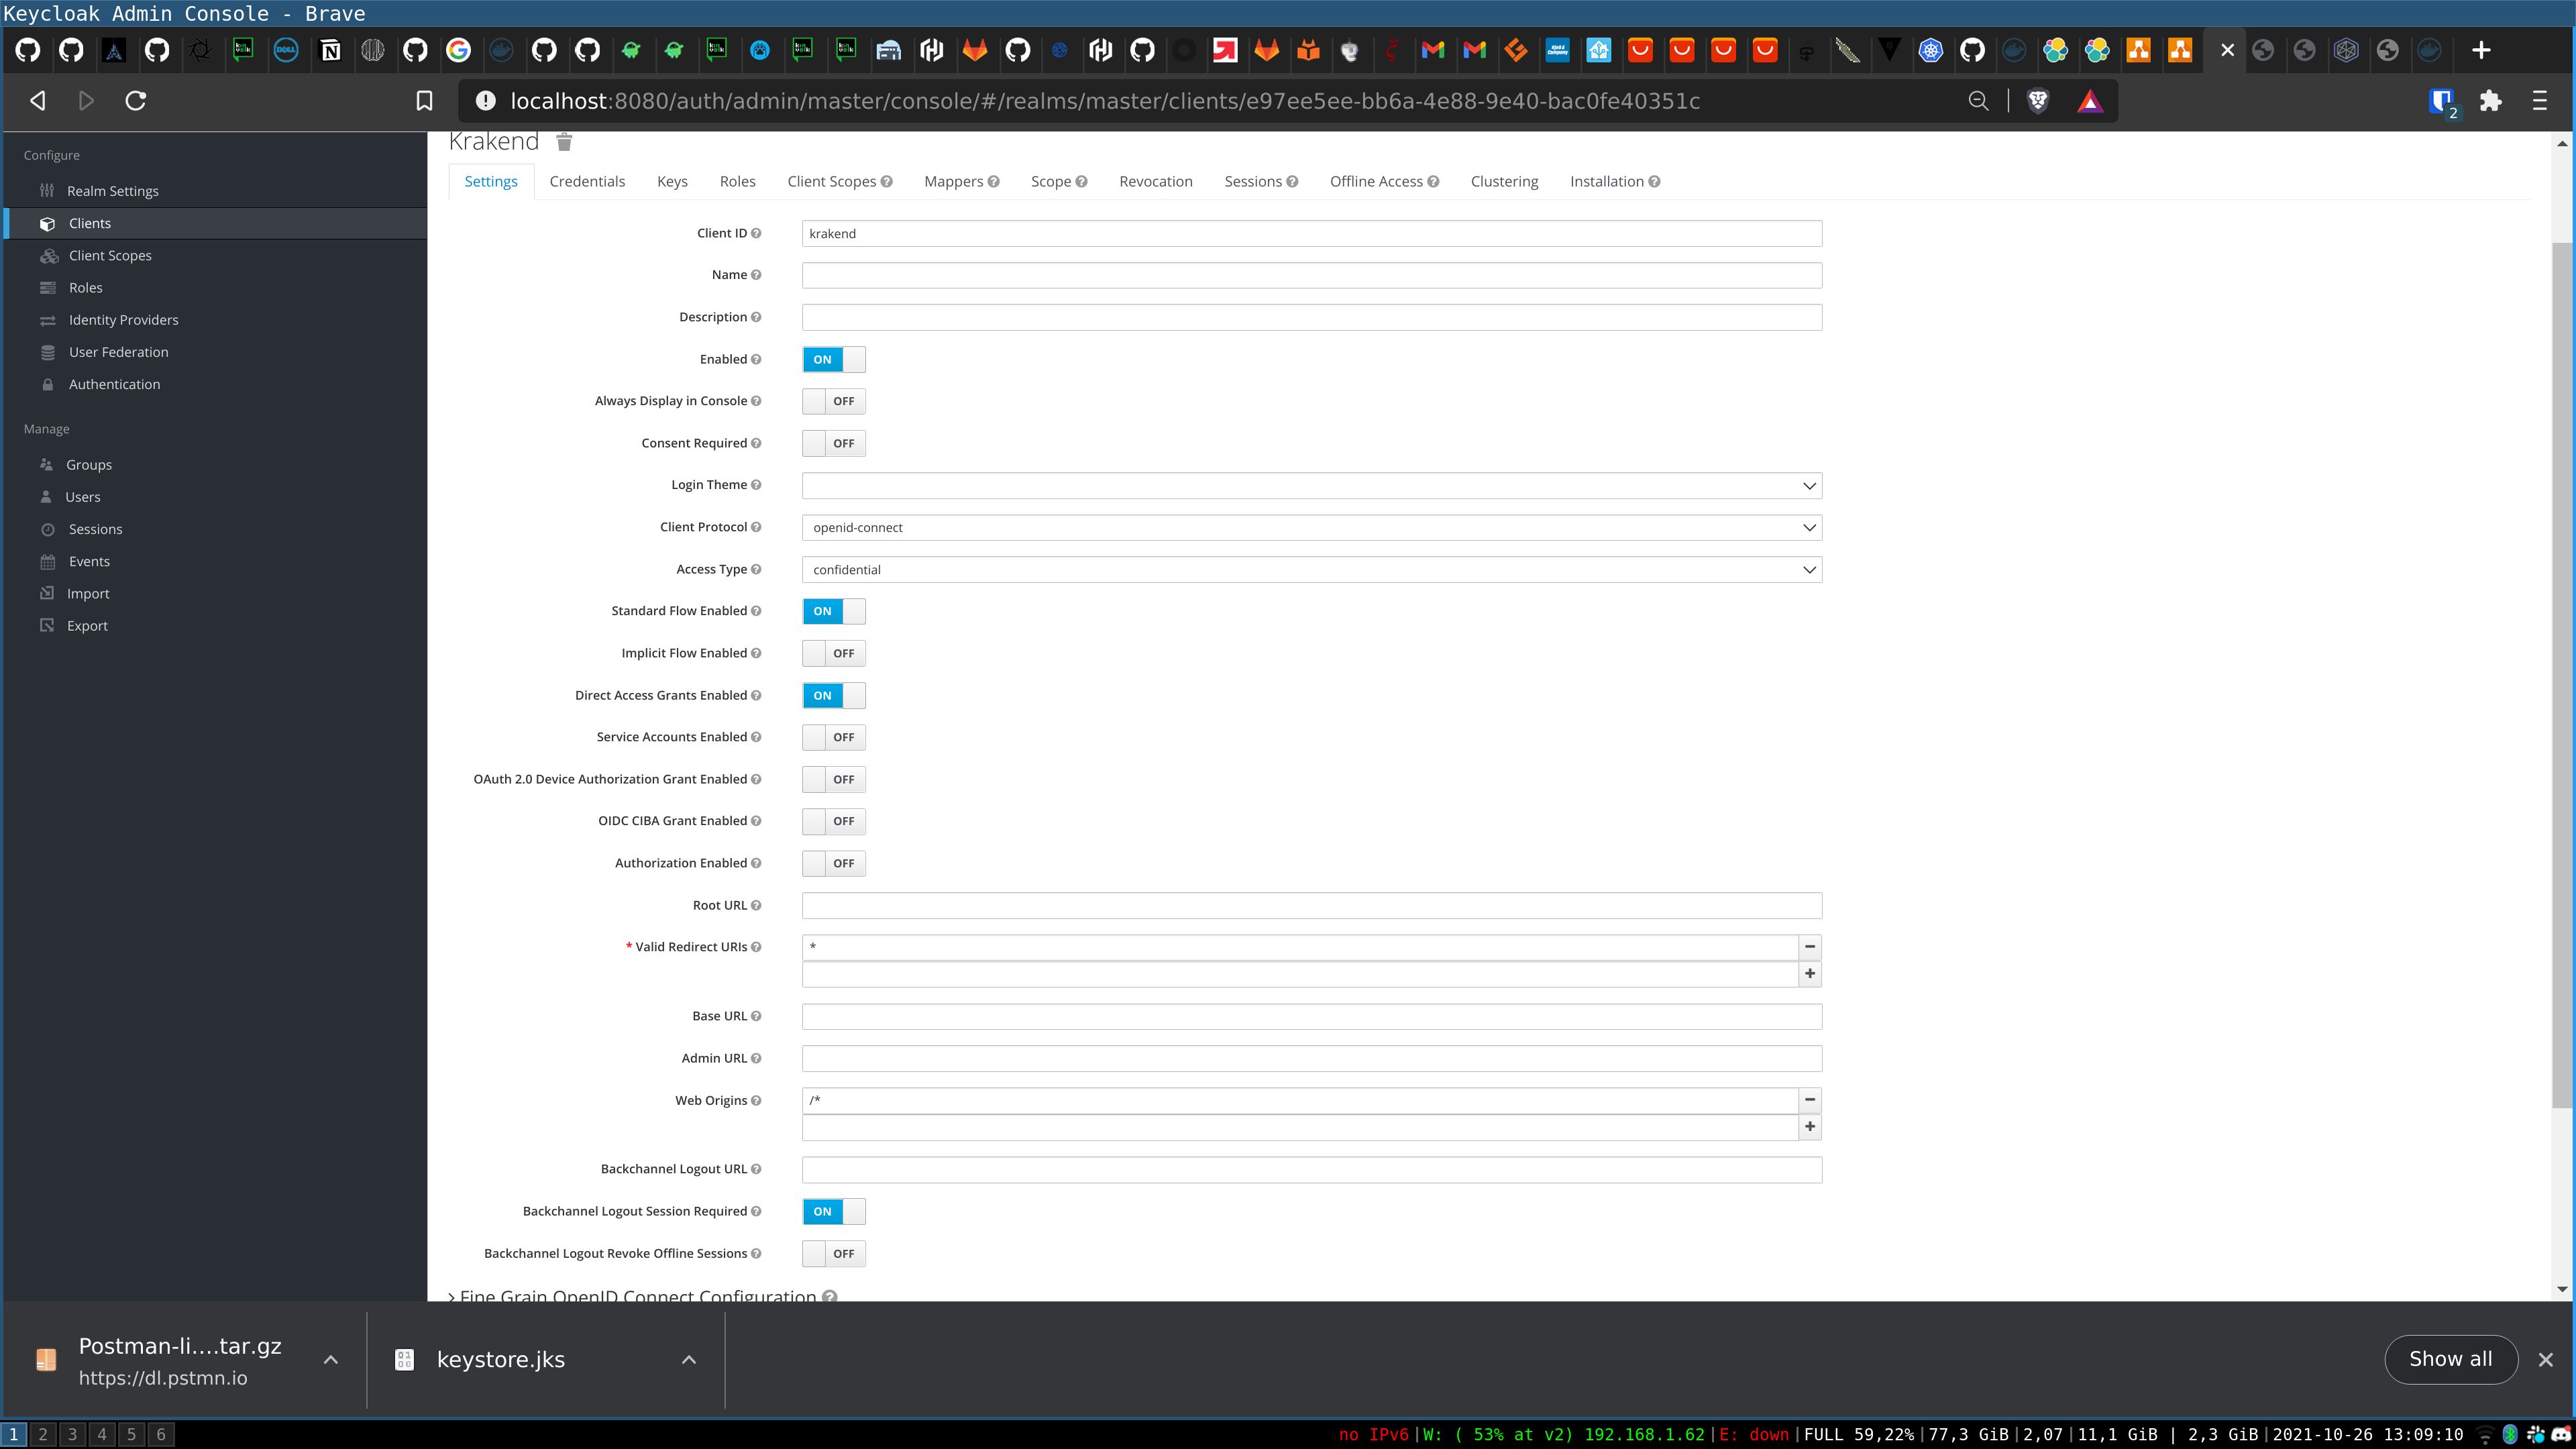 Keycloak Admin Console - Brave
localhost:8080/auth/admin/master/console/#/realms/master/clients/e97ee5ee-bb6a-4e88-9e40-bac0fe40351c
2
Configure
Realm Settings
Clients
Client Scopes
Roles
Identity Providers
User Federation
Authentication
Manage
Groups
Users
Sessions
Events
Import
Export
Krakend
Settings Credentials Keys Roles Client Scopes Mappers Scope Revocation Sessions Offline Access Clustering Installation
Client ID krakend
Name
Description
Enabled ON
Always Display in Console OFF
Consent Required OFF
Login Theme
Client Protocol openid-connect
Access Type confidential
Standard Flow Enabled ON
Implicit Flow Enabled OFF
Direct Access Grants Enabled ON
Service Accounts Enabled OFF
OAuth 2.0 Device Authorization Grant Enabled OFF
OIDC CIBA Grant Enabled OFF
Authorization Enabled OFF
Root URL
* Valid Redirect URIs *
Base URL
Admin URL
Web Origins /*
Backchannel Logout URL
Backchannel Logout Session Required ON
Backchannel Logout Revoke Offline Sessions OFF
Fine Grain OpenID Connect Configuration
Postman-li....tar.gz
https://dl.pstmn.io
keystore.jks
Show all
1 2 3 4 5 6
no IPv6|W: ( 53% at v2) 192.168.1.62|E: down|FULL 59,22%|77,3 GiB|2,07|11,1 GiB | 2,3 GiB|2021-10-26 13:09:10